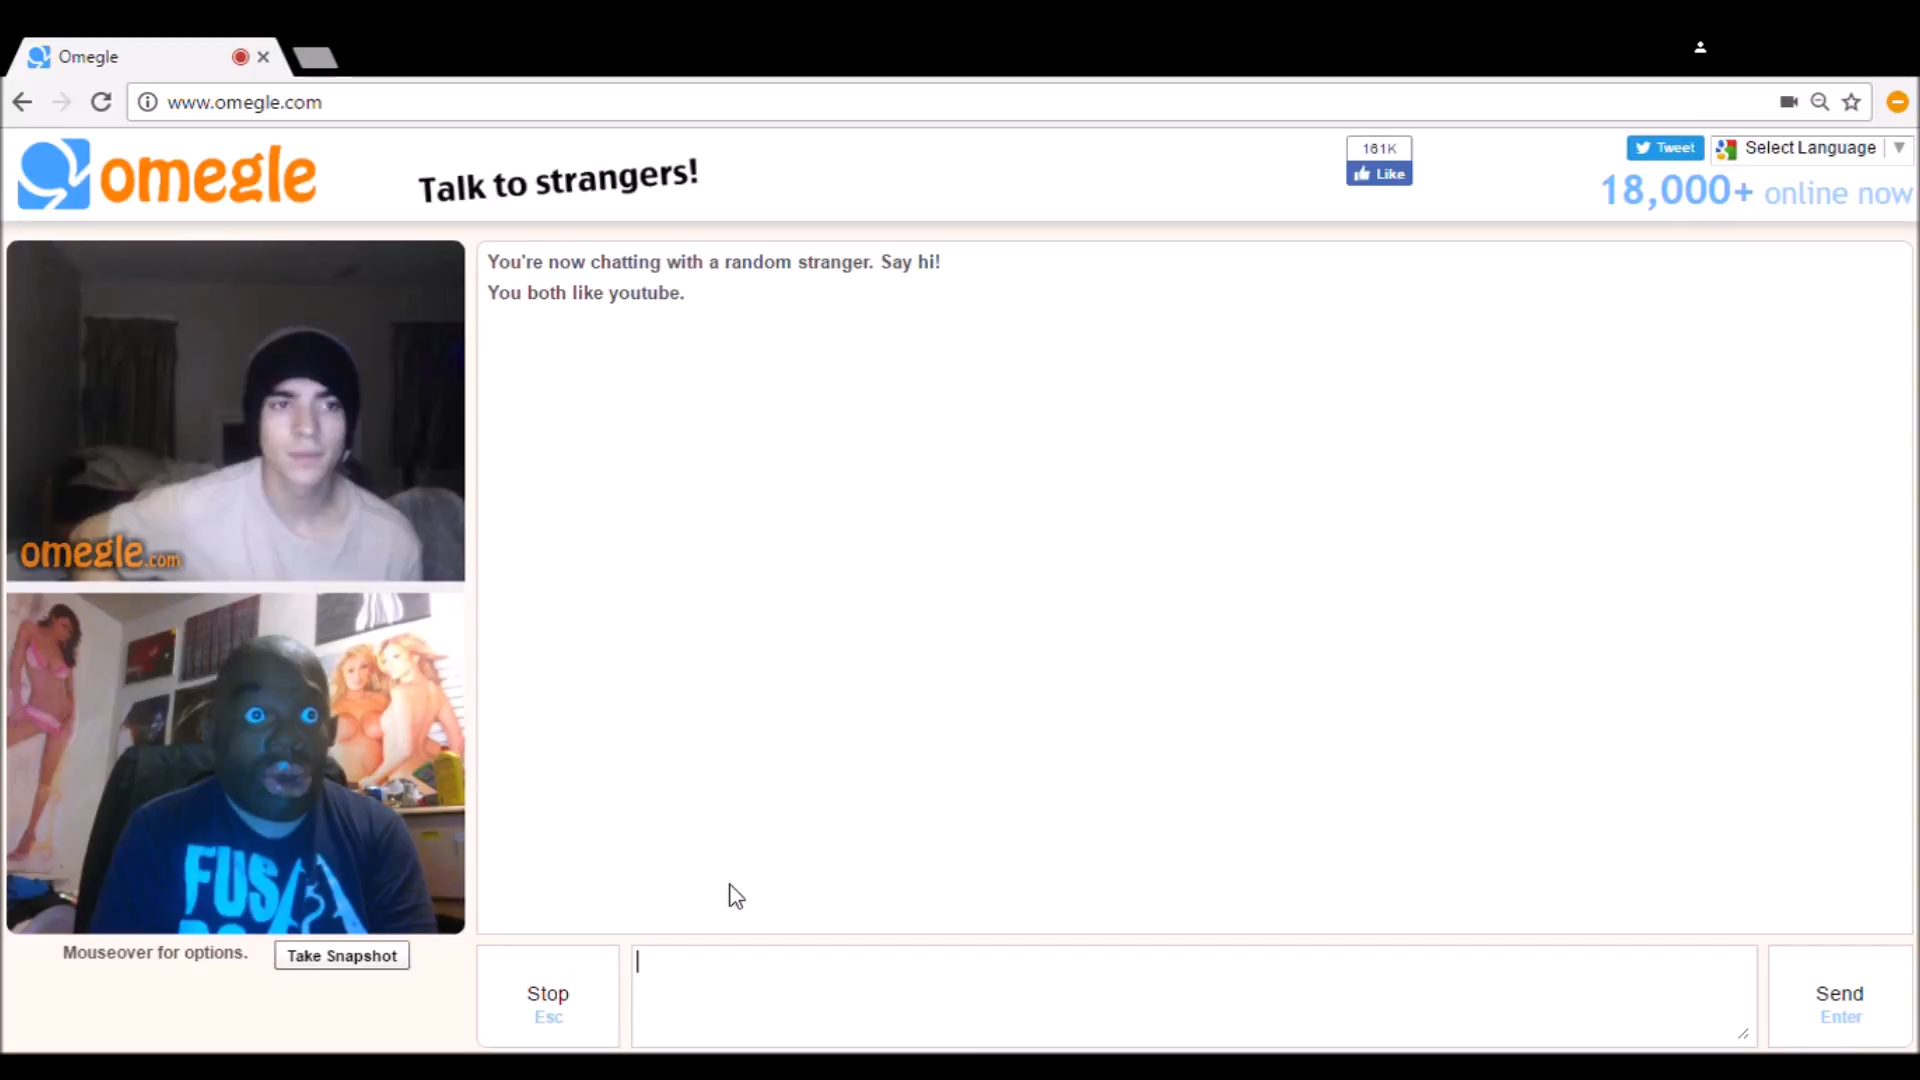 Omegle
www.omegle.com
omegle
Talk to strangers!
161K
Like
Tweet
Select Language
18,000+ online now
You're now chatting with a random stranger. Say hi!
You both like youtube.
omegle.com
FUS
Mouseover for options.
Take Snapshot
Stop
Esc
Send
Enter